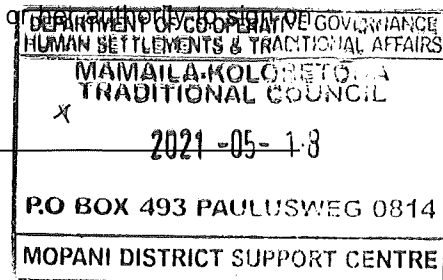 DEPARTMENT OF CO-OPERATIVE GOVERNANCE
HUMAN SETTLEMENTS & TRADITIONAL AFFAIRS
TRADITIONAL COUNCIL
X
2021 -05- 18
P.O BOX 493 PAULUSWEG 0814
MOPANI DISTRICT SUPPORT CENTRE